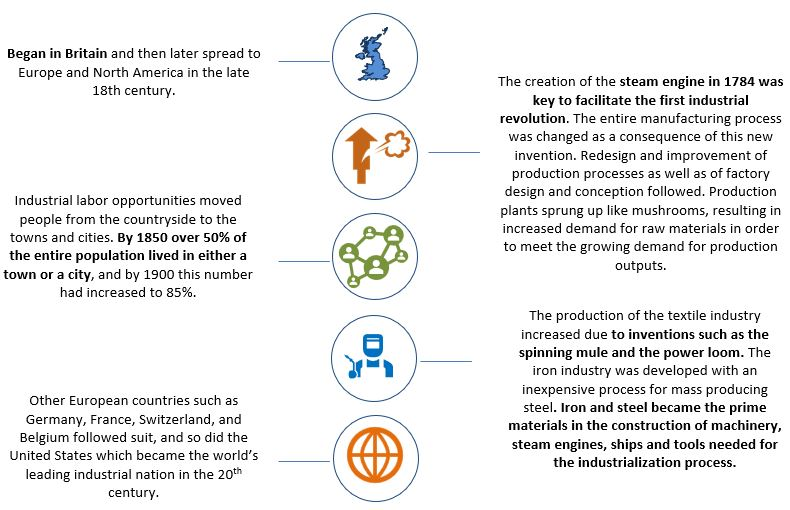 Began in Britain and then later spread to
Europe and North America in the late
18th century.
The creation of the steam engine in 1784 was
key to facilitate the first industrial
revolution. The entire manufacturing process
was changed as a consequence of this new
invention. Redesign and improvement of
production processes as well as of factory
design and conception followed. Production
plants sprung up like mushrooms, resulting in
increased demand for raw materials in order
to meet the growing demand for production
outputs.
Industrial labor opportunities moved
people from the countryside to the
towns and cities. By 1850 over 50% of
the entire population lived in either a
town or a city, and by 1900 this number
had increased to 85%.
The production of the textile industry
increased due to inventions such as the
spinning mule and the power loom. The
iron industry was developed with an
inexpensive process for mass producing
steel. Iron and steel became the prime
materials in the construction of machinery,
steam engines, ships and tools needed for
the industrialization process.
Other European countries such as
Germany, France, Switzerland, and
Belgium followed suit, and so did the
United States which became the world's
leading industrial nation in the 20th
century.